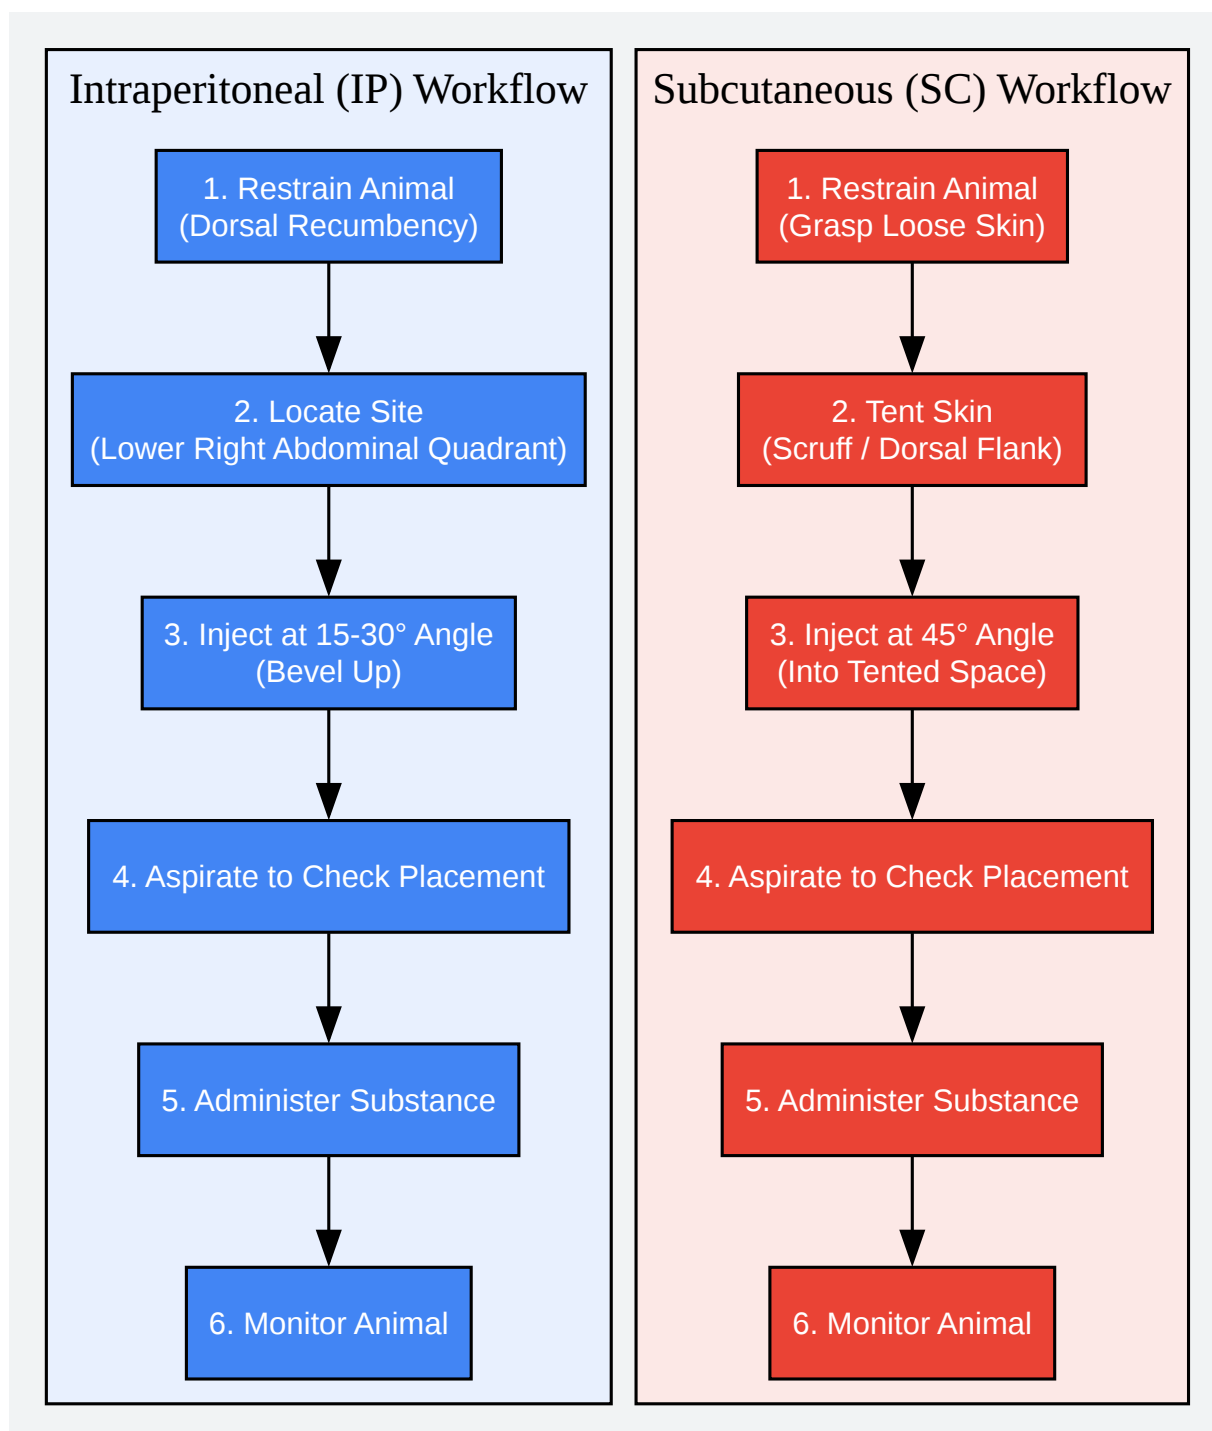 Intraperitoneal (IP) Workflow
1. Restrain Animal
(Dorsal Recumbency)
2. Locate Site
(Lower Right Abdominal Quadrant)
3. Inject at 15-30° Angle
(Bevel Up)
4. Aspirate to Check Placement
5. Administer Substance
6. Monitor Animal
Subcutaneous (SC) Workflow
1. Restrain Animal
(Grasp Loose Skin)
2. Tent Skin
(Scruff / Dorsal Flank)
3. Inject at 45° Angle
(Into Tented Space)
4. Aspirate to Check Placement
5. Administer Substance
6. Monitor Animal